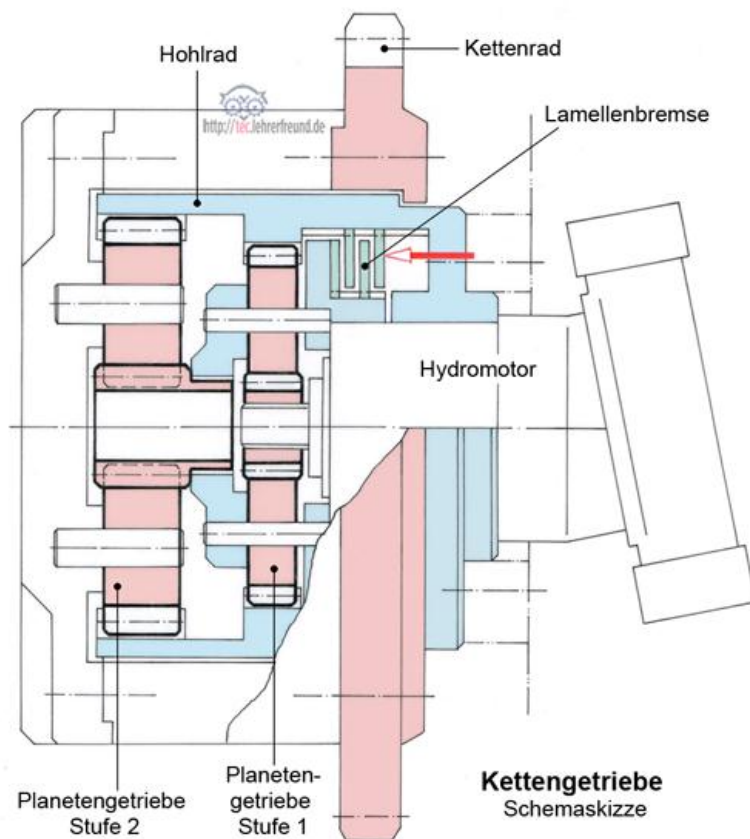 Hohlrad
Kettenrad
http://tec.lehrerfreund.de
Lamellenbremse
Hydromotor
Planetengetriebe
Stufe 2
Planeten-
getriebe
Stufe 1
Kettengetriebe
Schemaskizze